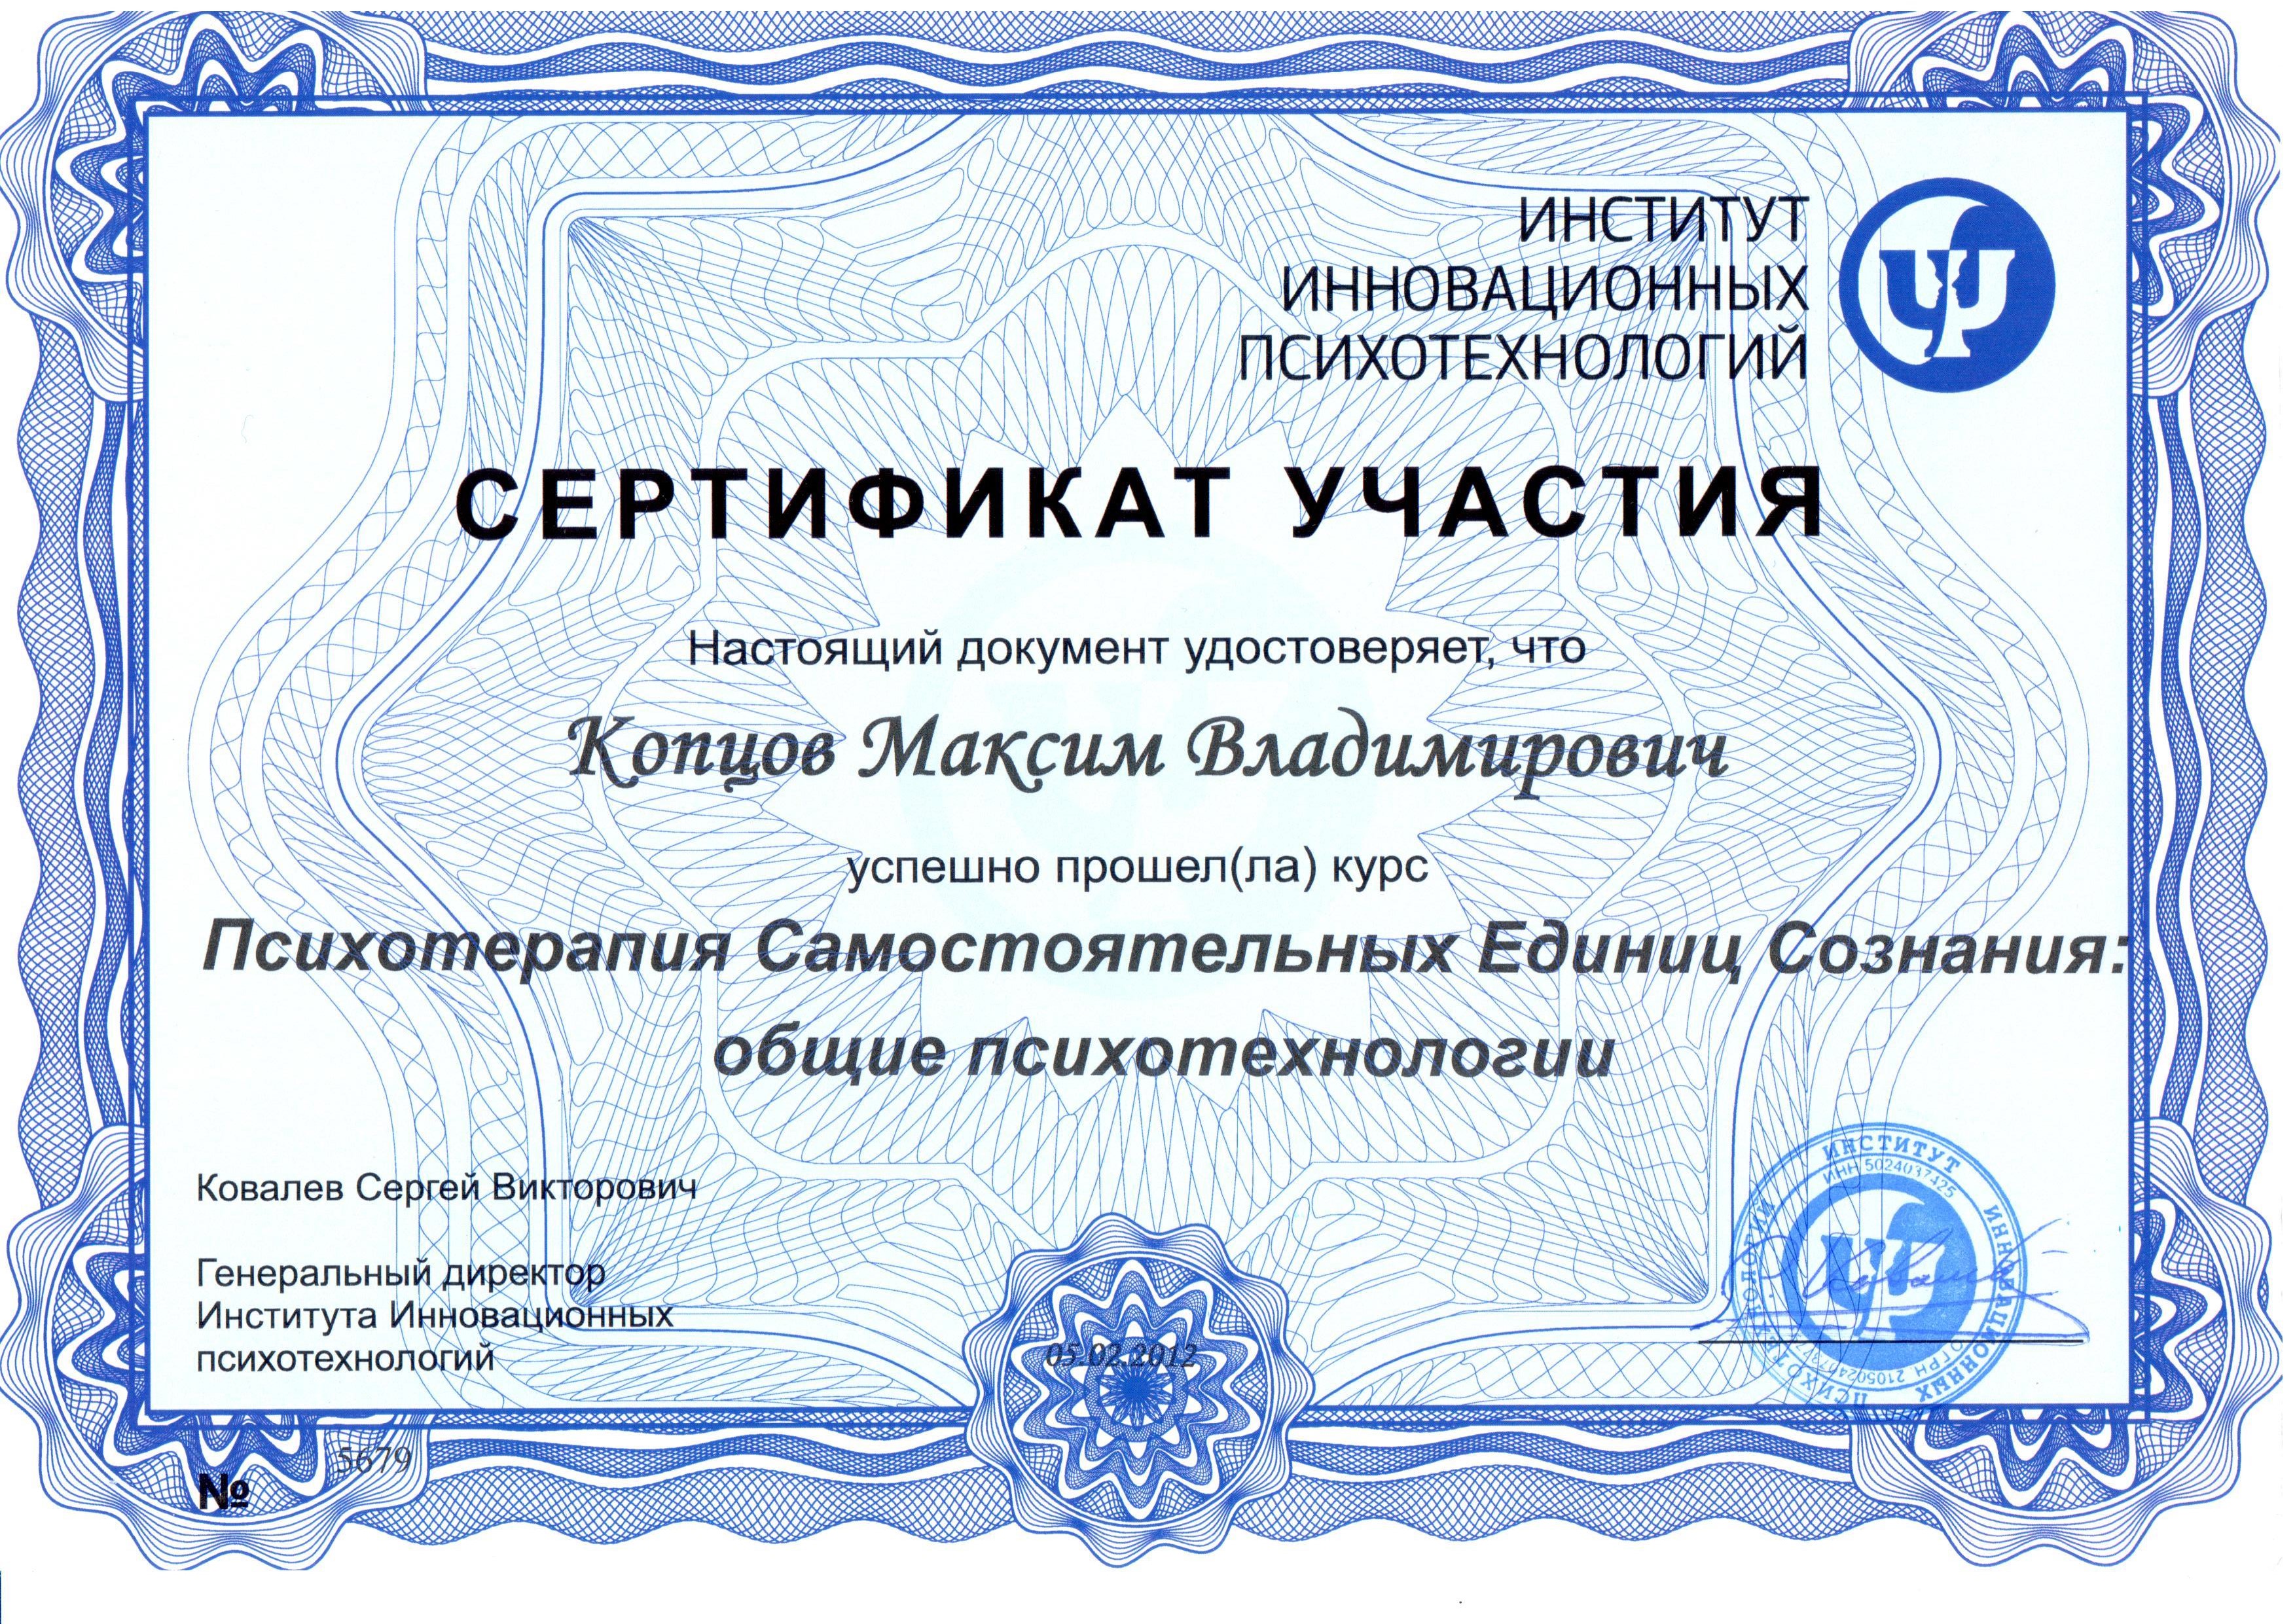 ИНСТИТУТ
ИННОВАЦИОННЫХ
ПСИХОТЕХНОЛОГИЙ
СЕРТИФИКАТ УЧАСТИЯ
Настоящий документ удостоверяет, что
Копцов Максим Владимирович
успешно прошел(ла) курс
Психотерапия Самостоятельных Единиц Сознания:
общие психотехнологии
Ковалев Сергей Викторович
Генеральный директор
Института Инновационных
психотехнологий
05.02.2012
ИНСТИТУТ ИННОВАЦИОННЫХ ПСИХОТЕХНОЛОГИЙ
ИНН 5024037425
ОГРН
5679
№